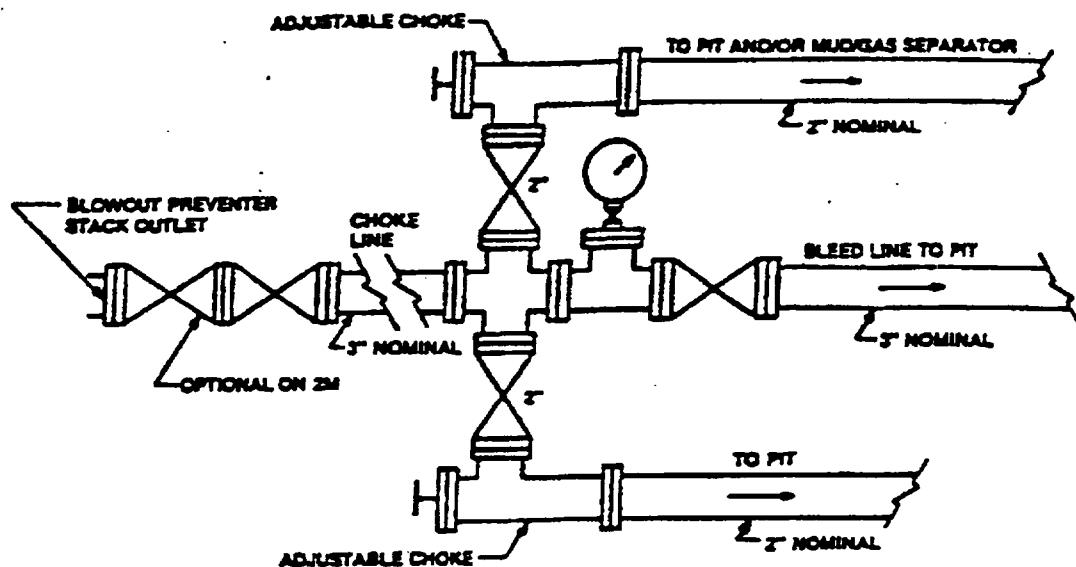 ADJUSTABLE CHOKE
TO PIT AND/OR MUD/GAS SEPARATOR
2" NOMINAL
2"
BLOWOUT PREVENTER
STACK OUTLET
CHOKE
LINE
BLEED LINE TO PIT
3" NOMINAL
3" NOMINAL
OPTIONAL ON 2M
2"
TO PIT
2" NOMINAL
ADJUSTABLE CHOKE